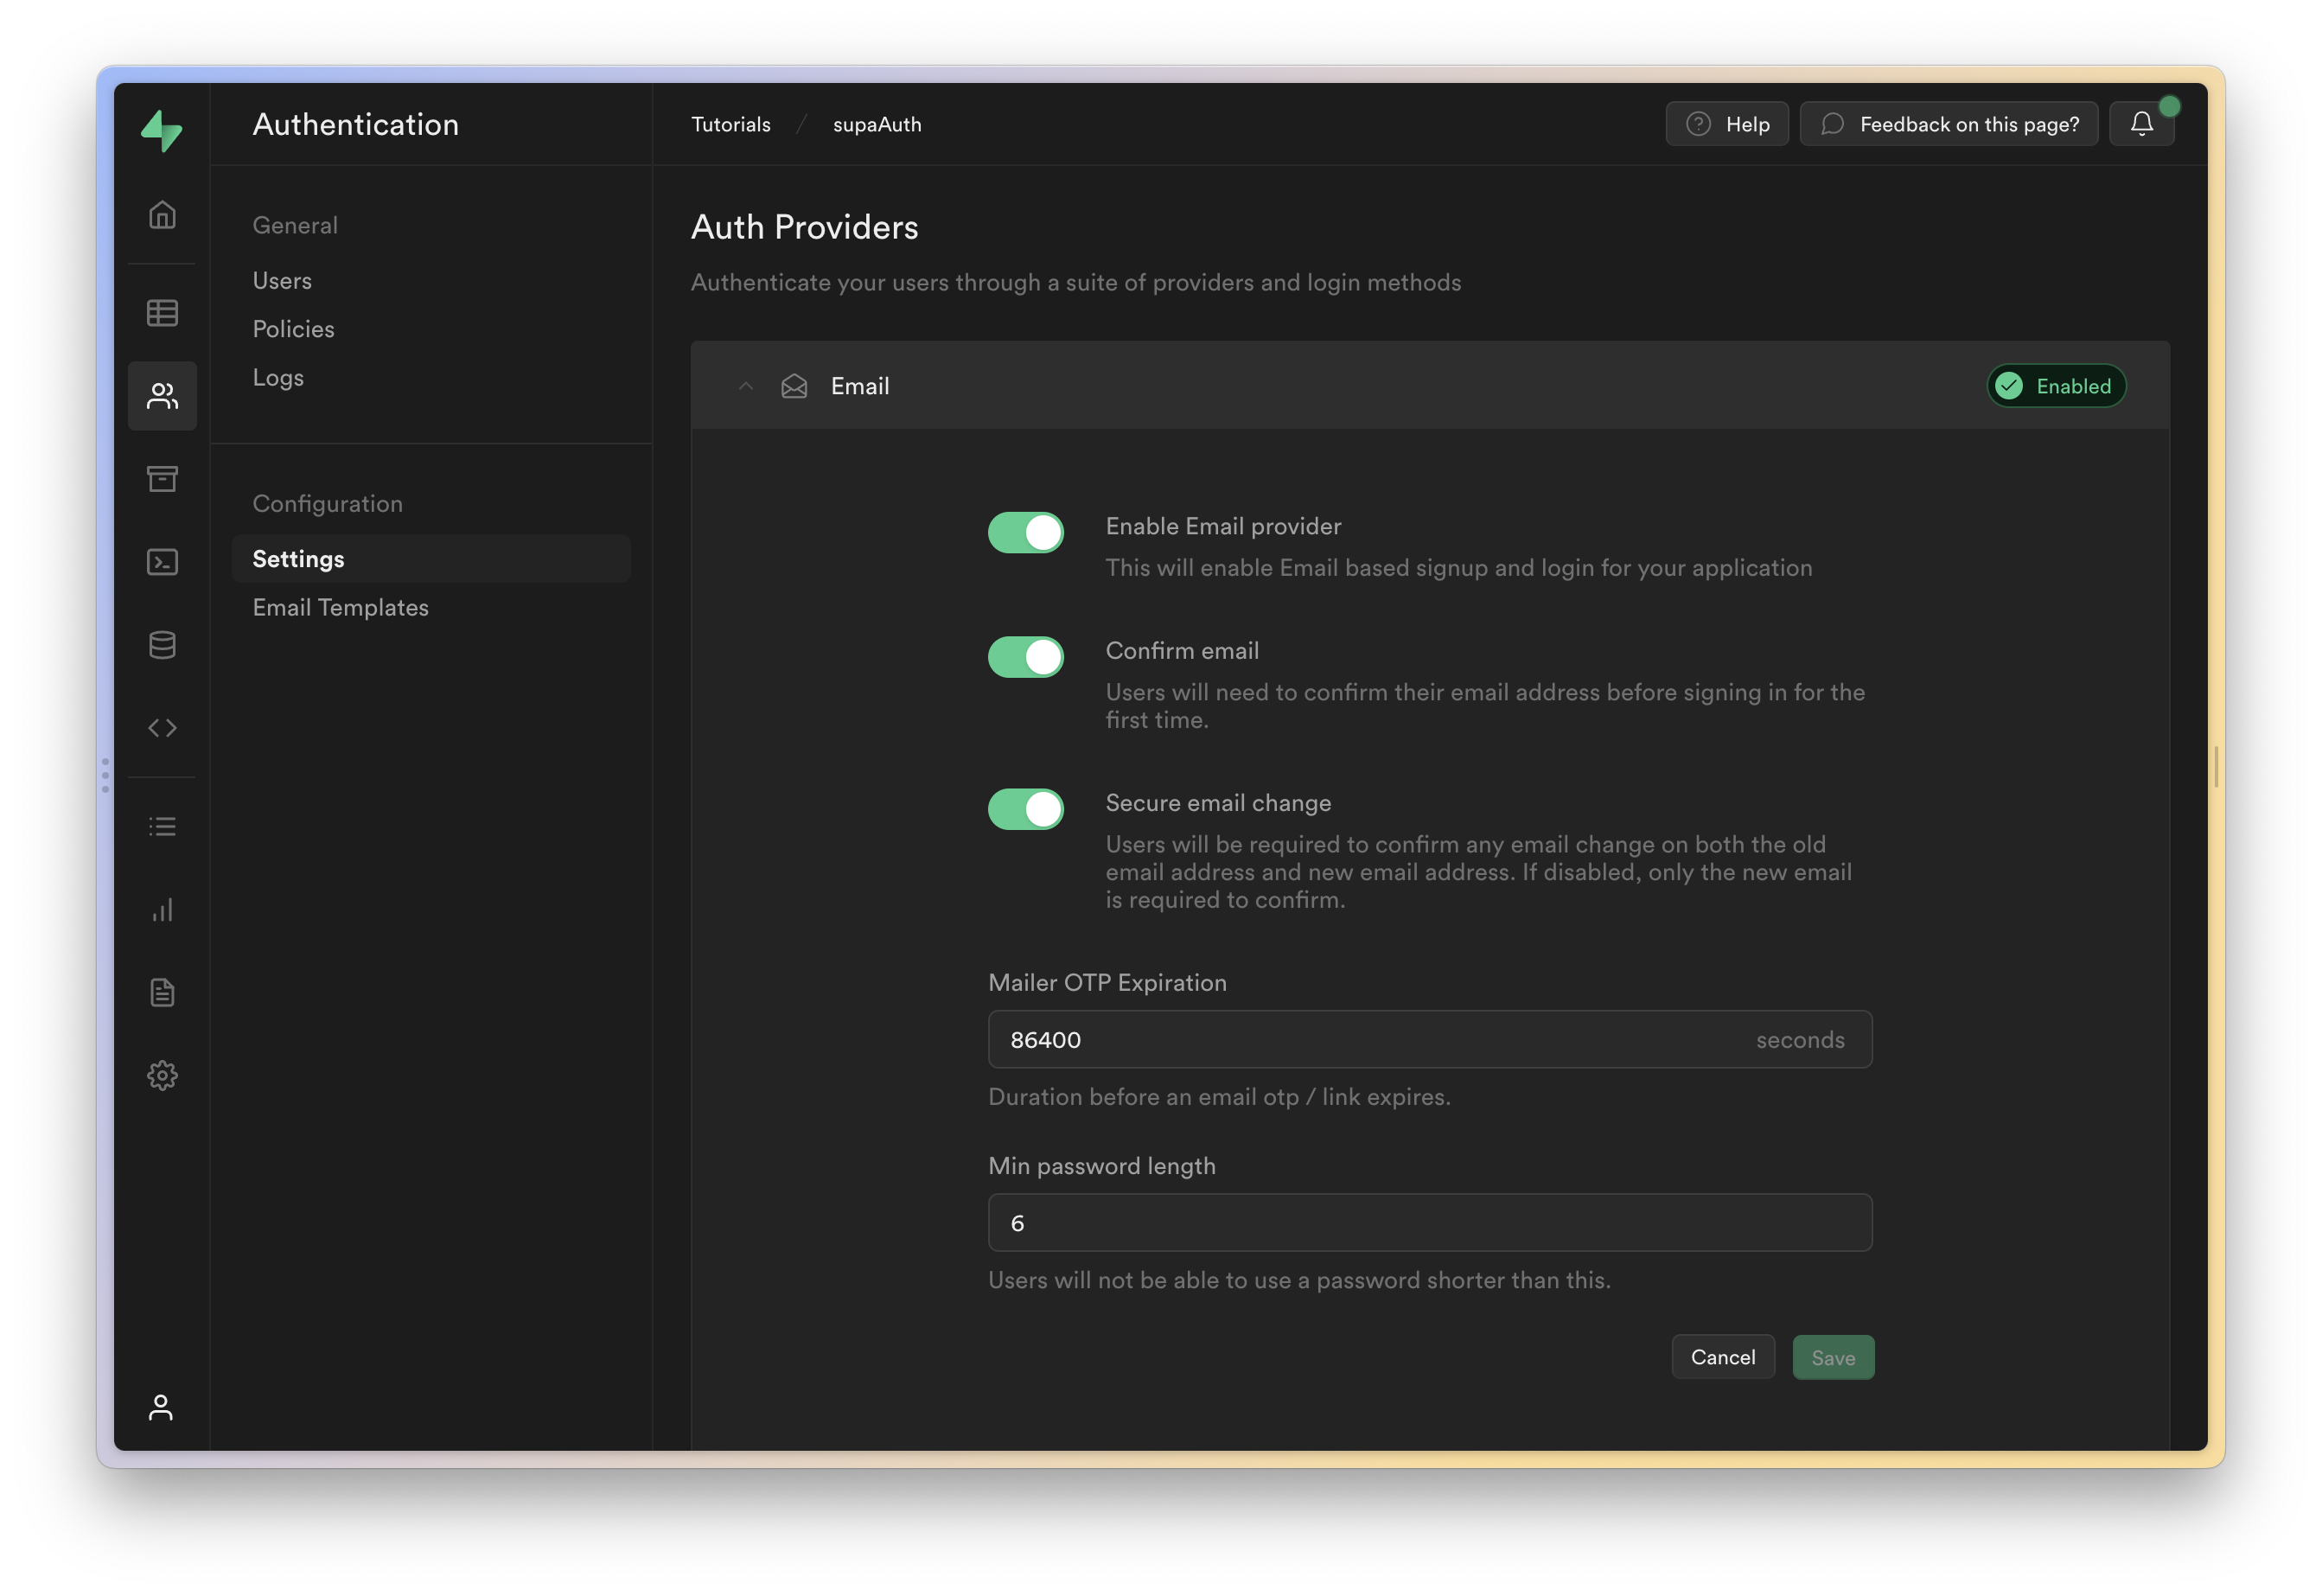 Authentication
Tutorials / supaAuth
Help
Feedback on this page?
General
Users
Policies
Logs
Configuration
Settings
Email Templates
Auth Providers
Authenticate your users through a suite of providers and login methods
Email
Enabled
Enable Email provider
This will enable Email based signup and login for your application
Confirm email
Users will need to confirm their email address before signing in for the
first time.
Secure email change
Users will be required to confirm any email change on both the old
email address and new email address. If disabled, only the new email
is required to confirm.
Mailer OTP Expiration
86400 seconds
Duration before an email otp / link expires.
Min password length
6
Users will not be able to use a password shorter than this.
Cancel
Save